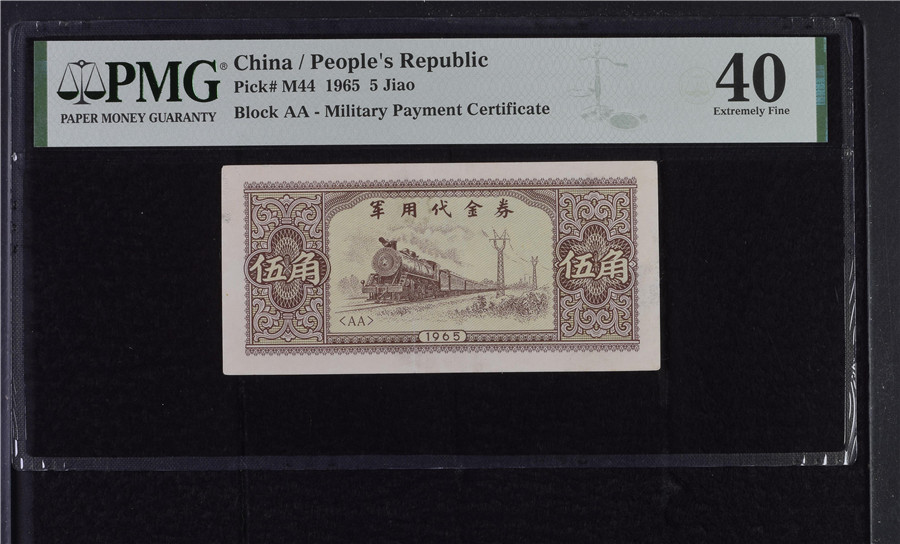 PMG®
PAPER MONEY GUARANTY
China / People's Republic
Pick# M44 1965 5 Jiao
Block AA - Military Payment Certificate
40
Extremely Fine
军用代金券
伍角
伍角
<AA>
1965